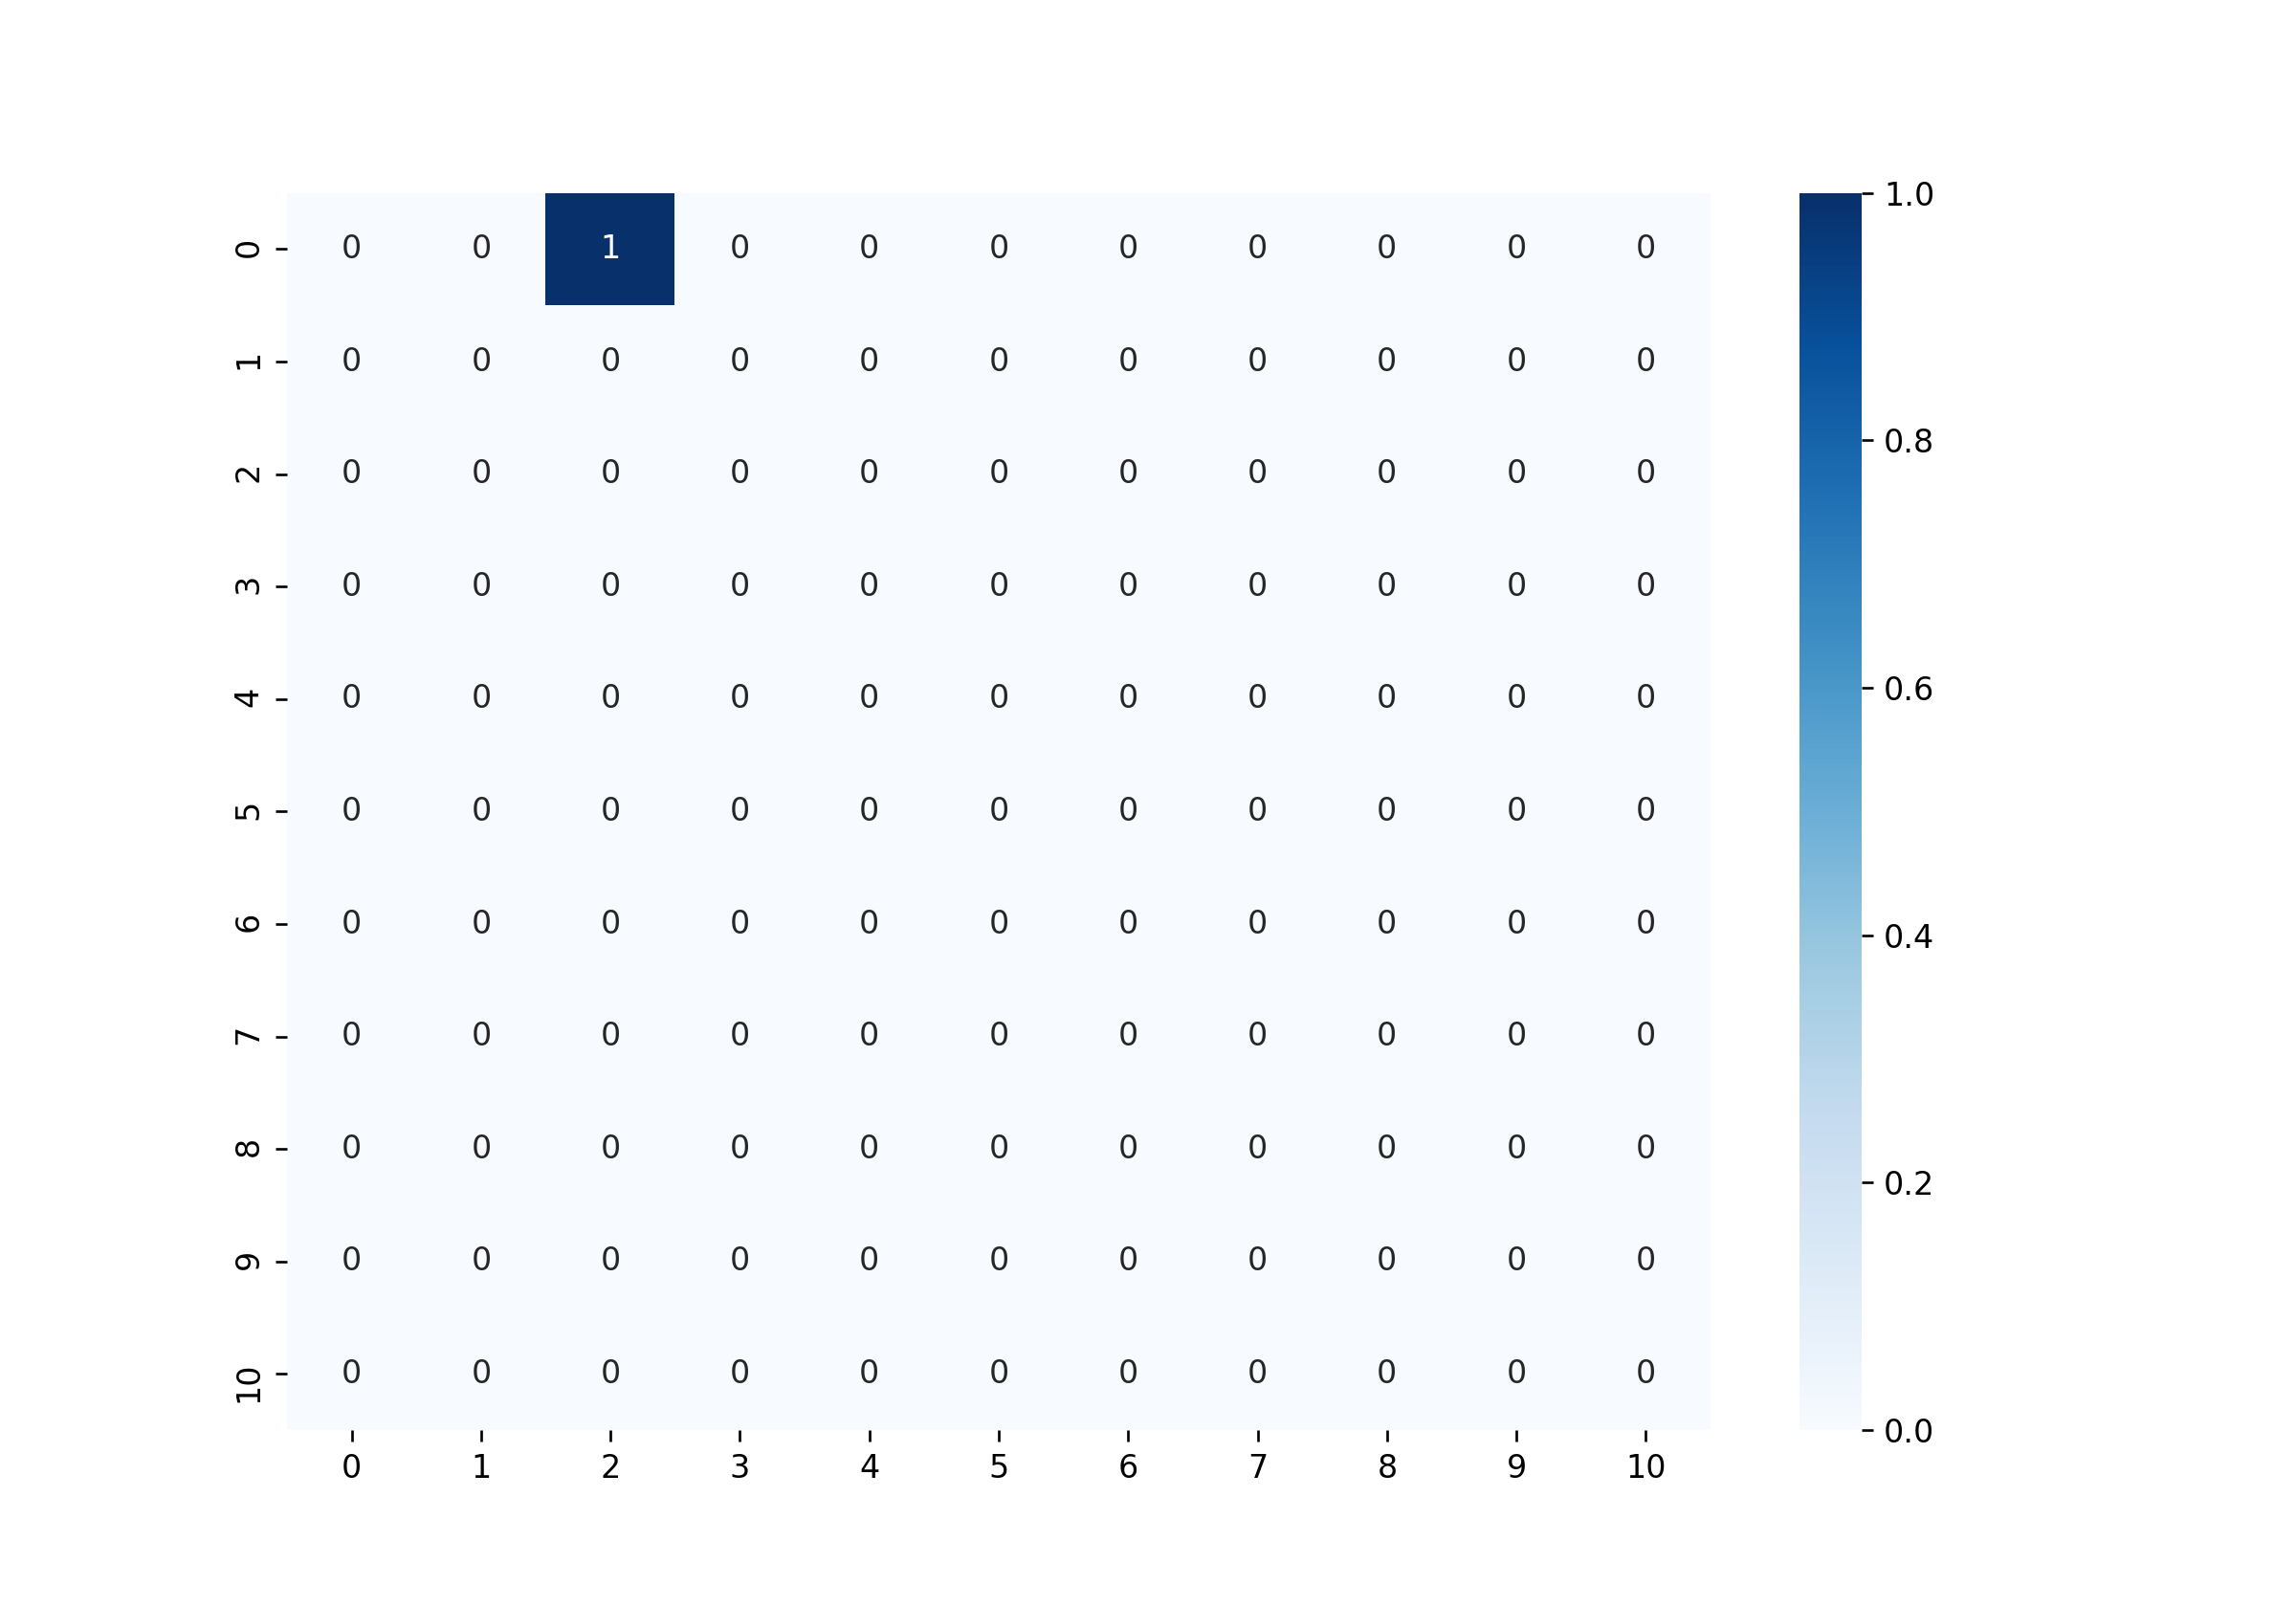 1.0
0 0 0 1 0 0 0 0 0 0 0 0
1 0 0 0 0 0 0 0 0 0 0 0
0.8
2 0 0 0 0 0 0 0 0 0 0 0
3 0 0 0 0 0 0 0 0 0 0 0
0.6
4 0 0 0 0 0 0 0 0 0 0 0
5 0 0 0 0 0 0 0 0 0 0 0
6 0 0 0 0 0 0 0 0 0 0 0
0.4
7 0 0 0 0 0 0 0 0 0 0 0
8 0 0 0 0 0 0 0 0 0 0 0
0.2
9 0 0 0 0 0 0 0 0 0 0 0
10 0 0 0 0 0 0 0 0 0 0 0
0.0
0 1 2 3 4 5 6 7 8 9 10